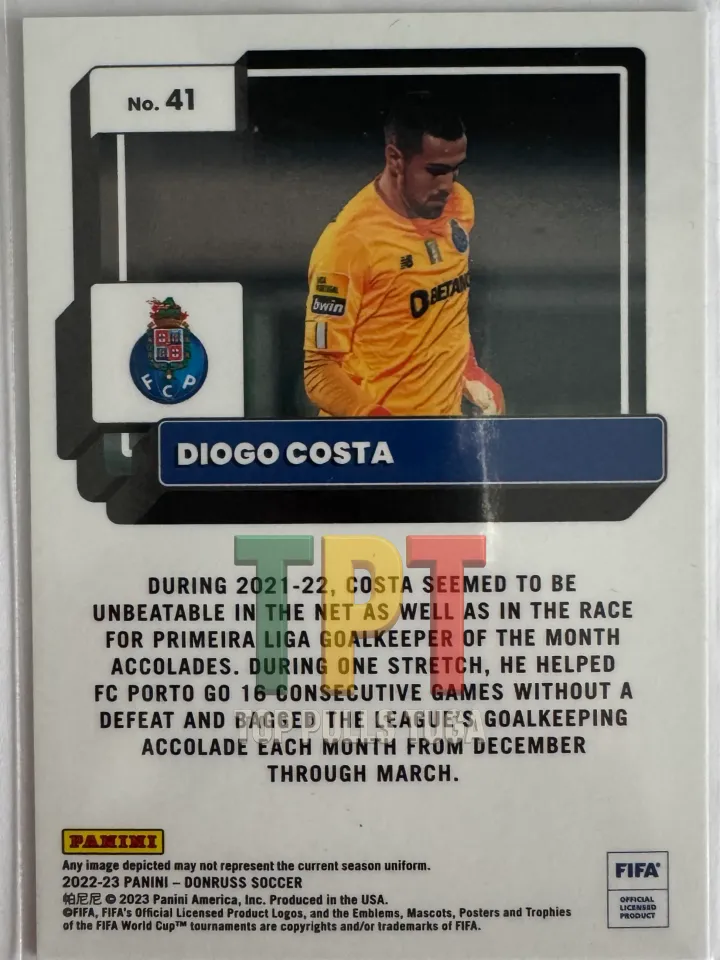 No. 41
LIGA
PORTUGAL
bwin
BETANO
FCP
DIOGO COSTA
TPT
TOP PULLS TUGA
DURING 2021-22, COSTA SEEMED TO BE
UNBEATABLE IN THE NET AS WELL AS IN THE RACE
FOR PRIMEIRA LIGA GOALKEEPER OF THE MONTH
ACCOLADES. DURING ONE STRETCH, HE HELPED
FC PORTO GO 16 CONSECUTIVE GAMES WITHOUT A
DEFEAT AND BAGGED THE LEAGUE'S GOALKEEPING
ACCOLADE EACH MONTH FROM DECEMBER
THROUGH MARCH.
PANINI
Any image depicted may not represent the current season uniform.
2022-23 PANINI – DONRUSS SOCCER
帕尼尼 © 2023 Panini America, Inc. Produced in the USA.
©FIFA, FIFA's Official Licensed Product Logos, and the Emblems, Mascots, Posters and Trophies
of the FIFA World Cup™ tournaments are copyrights and/or trademarks of FIFA.
FIFA®
OFFICIAL
LICENSED
PRODUCT